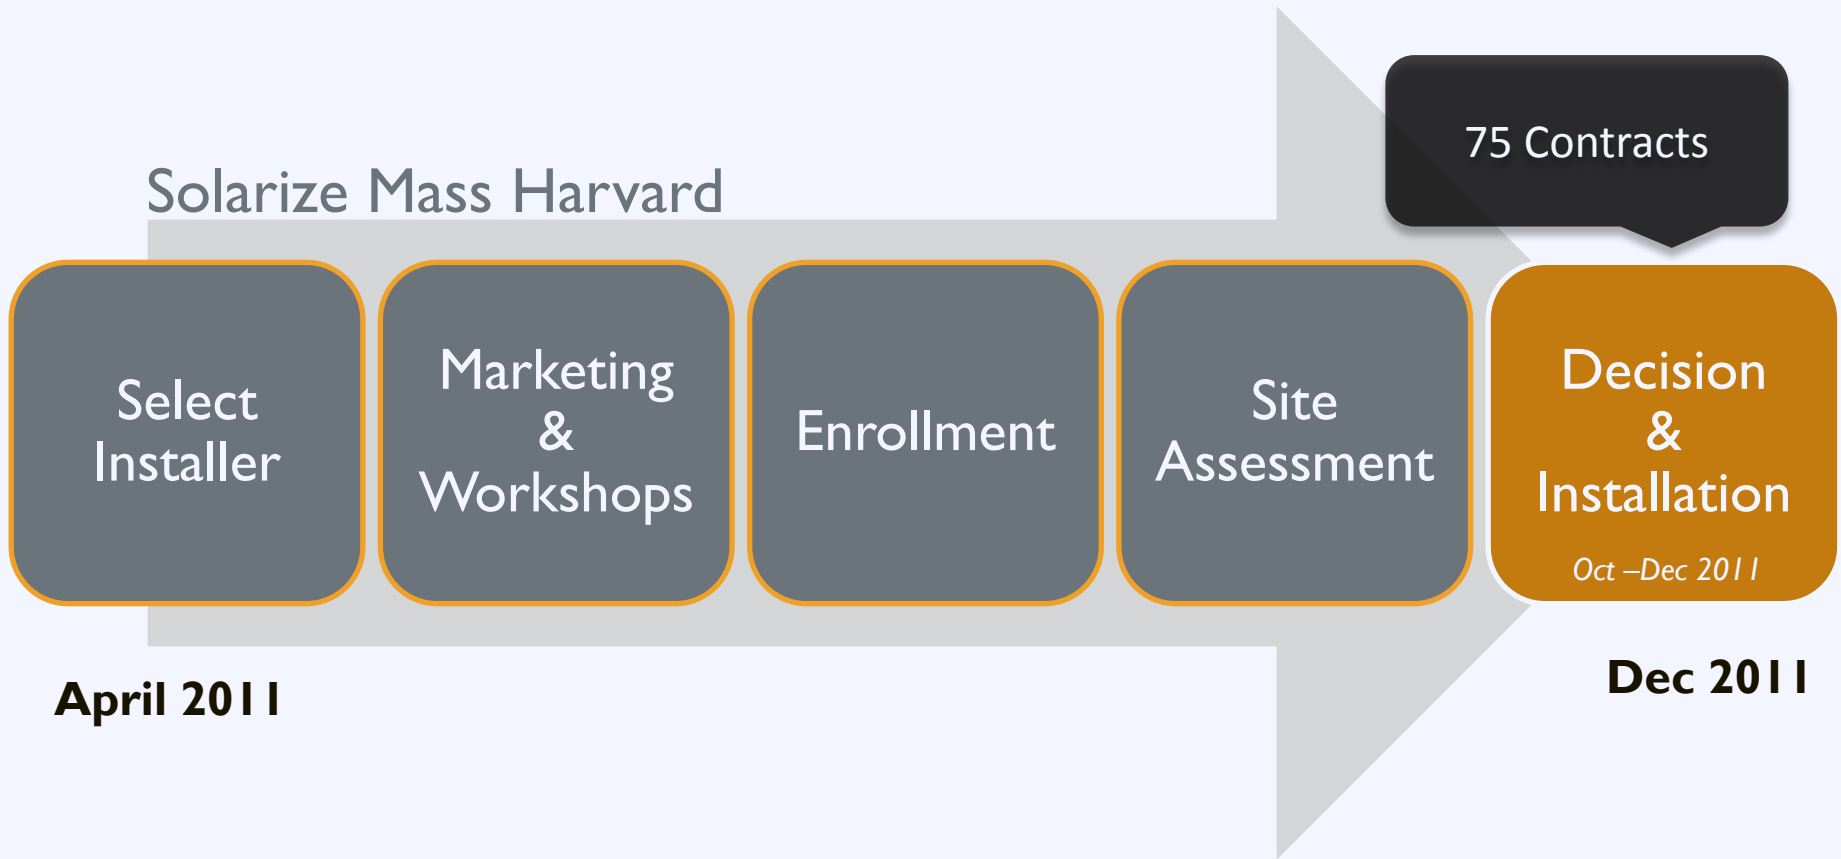 75 Contracts
Solarize Mass Harvard
Select
Installer
Marketing
&
Workshops
Enrollment
Site
Assessment
Decision
&
Installation
Oct –Dec 2011
April 2011
Dec 2011